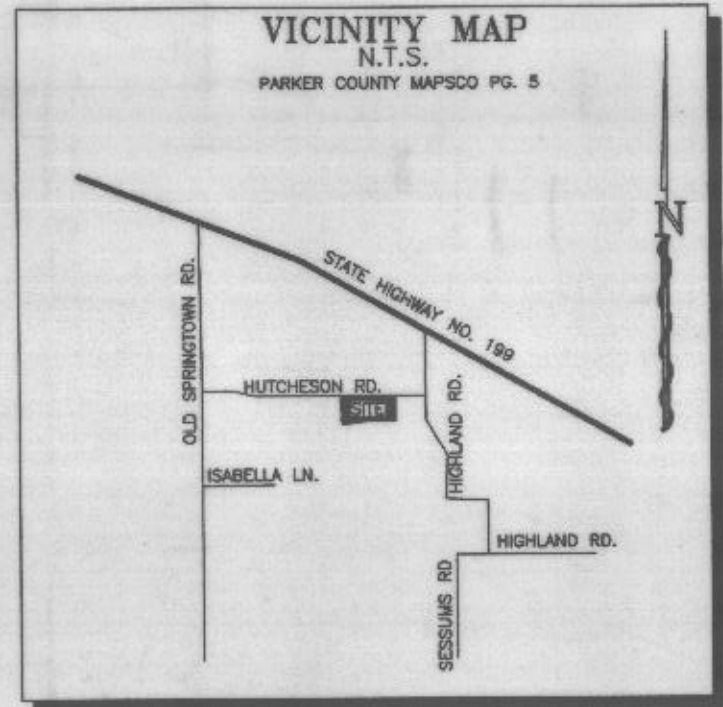 VICINITY MAP
N.T.S.
PARKER COUNTY MAPSCO PG. 5
N
STATE HIGHWAY NO. 199
OLD SPRINGTOWN RD.
HUTCHESON RD.
SITE
HIGHLAND RD.
ISABELLA LN.
HIGHLAND RD.
SESSUMS RD